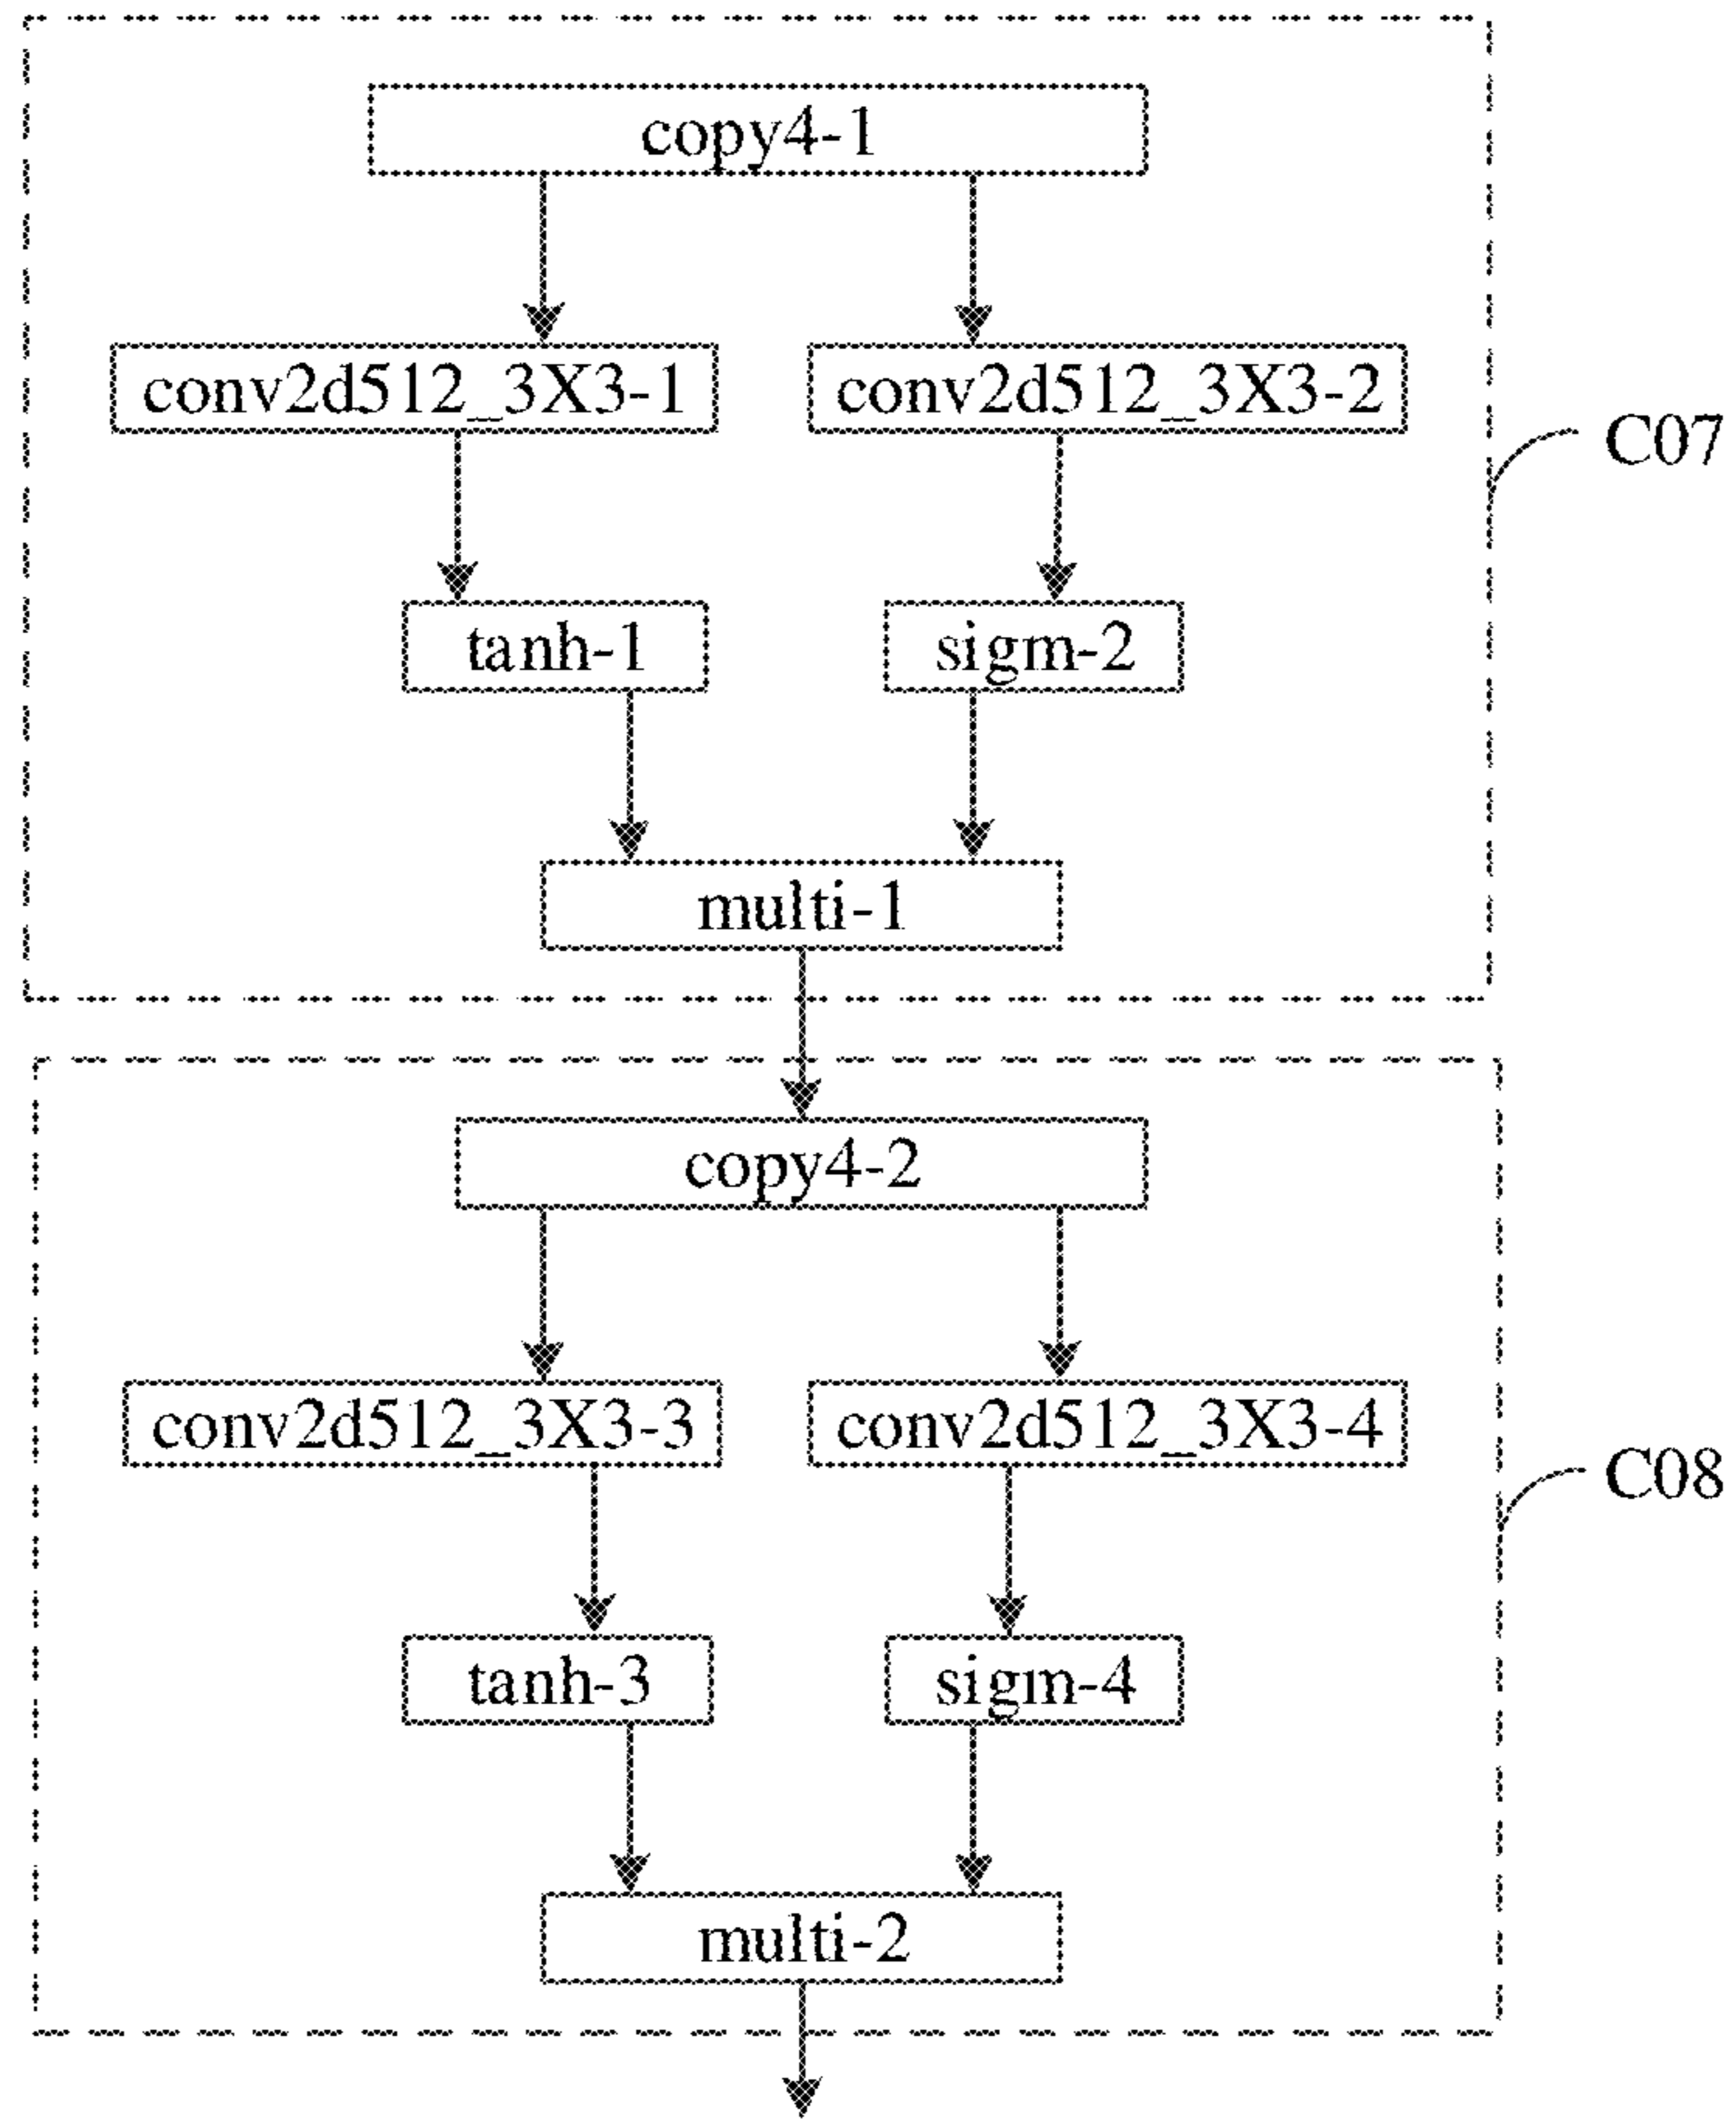 copy4-1
conv2d512_3X3-1
conv2d512_3X3-2
C07
tanh-1
sigm-2
multi-1
copy4-2
conv2d512_3X3-3
conv2d512_3X3-4
C08
tanh-3
sigm-4
multi-2